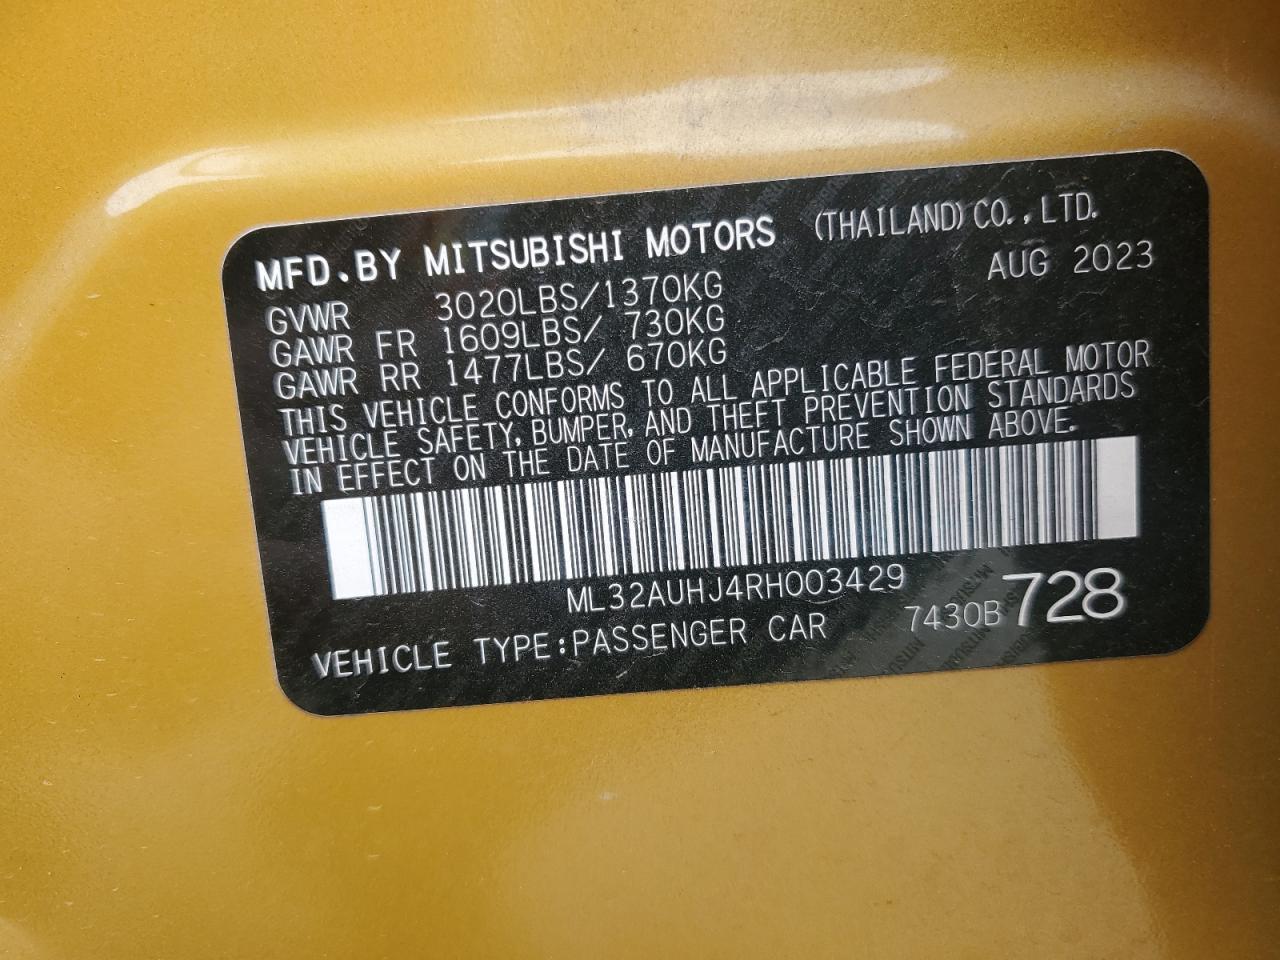 MFD.BY MITSUBISHI MOTORS (THAILAND) CO.,LTD.
AUG 2023
GVWR 3020LBS/1370KG
GAWR FR 1609LBS/ 730KG
GAWR RR 1477LBS/ 670KG
THIS VEHICLE CONFORMS TO ALL APPLICABLE FEDERAL MOTOR
VEHICLE SAFETY, BUMPER, AND THEFT PREVENTION STANDARDS
IN EFFECT ON THE DATE OF MANUFACTURE SHOWN ABOVE.
ML32AUHJ4RH003429
VEHICLE TYPE:PASSENGER CAR 7430B 728